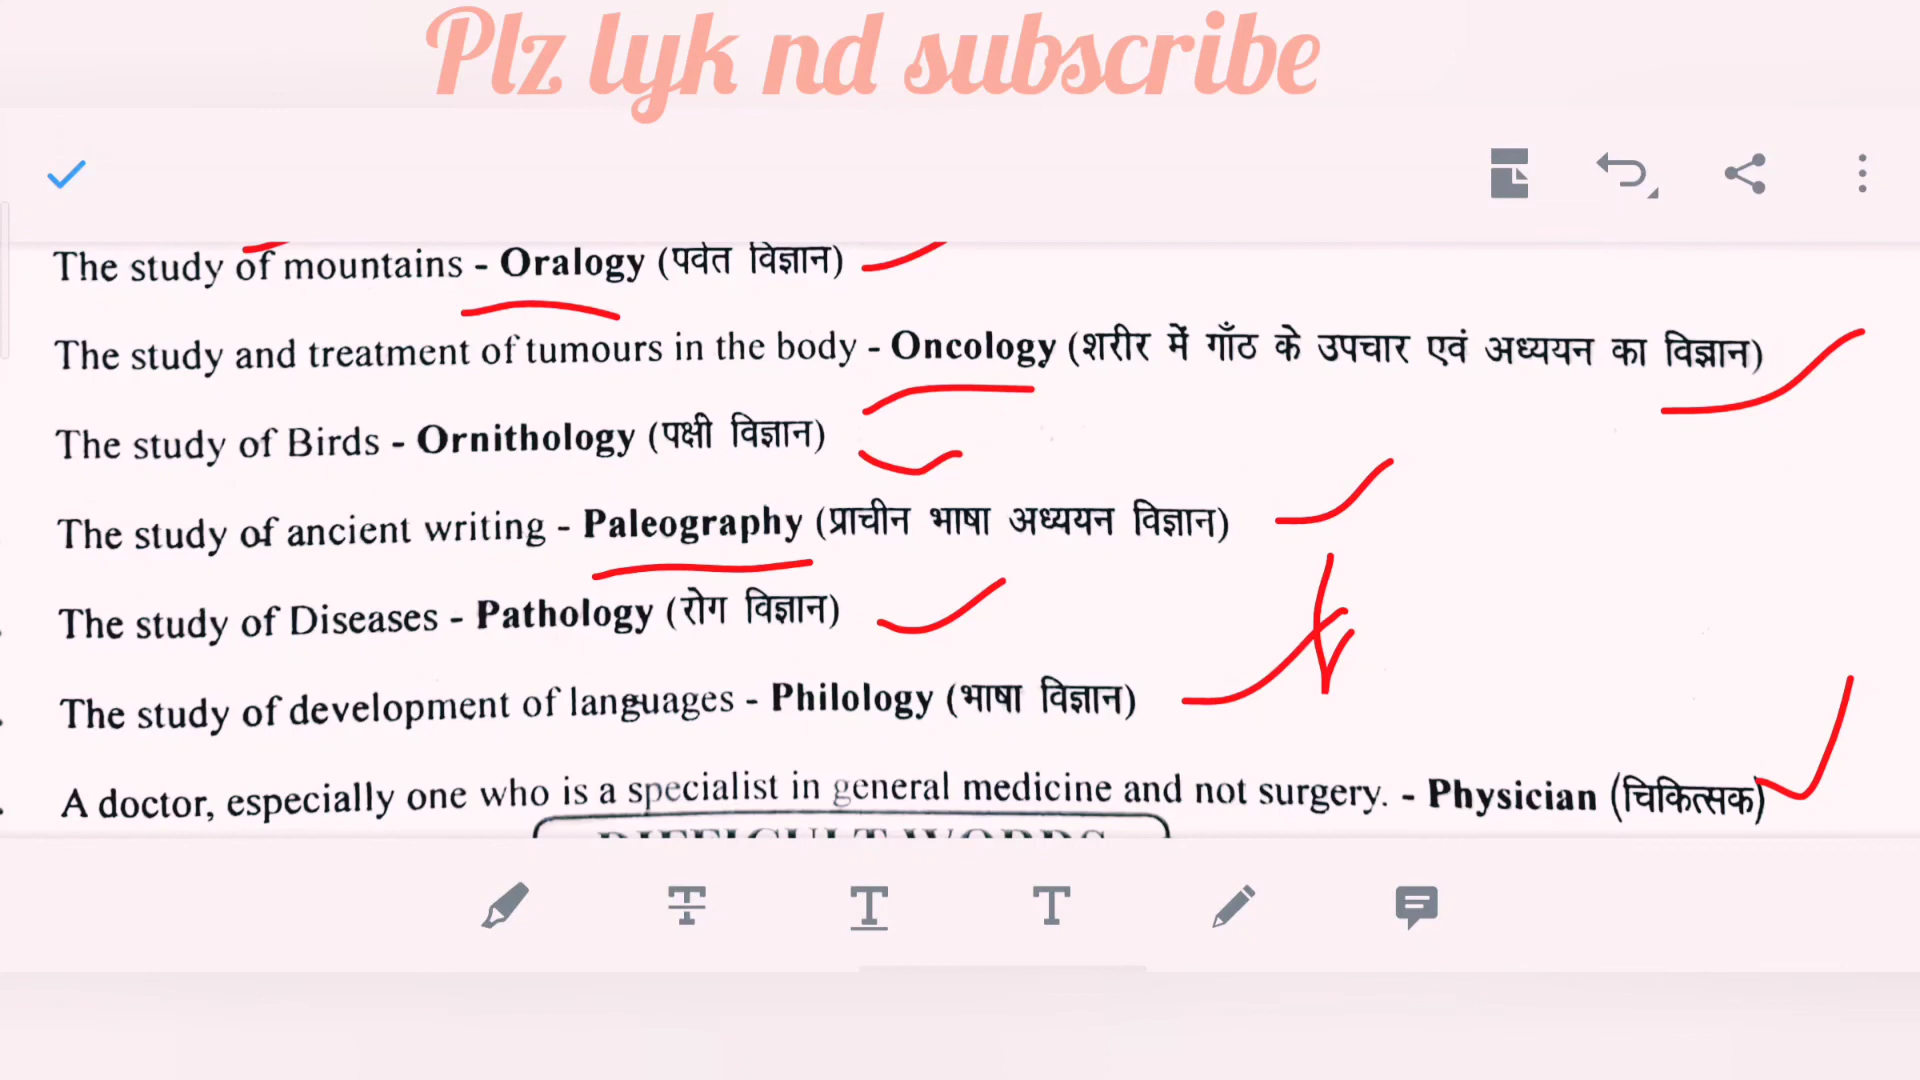 Plz lyk nd subscribe
The study of mountains - Oralogy (पर्वत विज्ञान)
The study and treatment of tumours in the body - Oncology (शरीर में गाँठ के उपचार एवं अध्ययन का विज्ञान)
The study of Birds - Ornithology (पक्षी विज्ञान)
The study of ancient writing - Paleography (प्राचीन भाषा अध्ययन विज्ञान)
The study of Diseases - Pathology (रोग विज्ञान)
The study of development of languages - Philology (भाषा विज्ञान)
A doctor, especially one who is a specialist in general medicine and not surgery. - Physician (चिकित्सक)
DIFFICULT WORDS